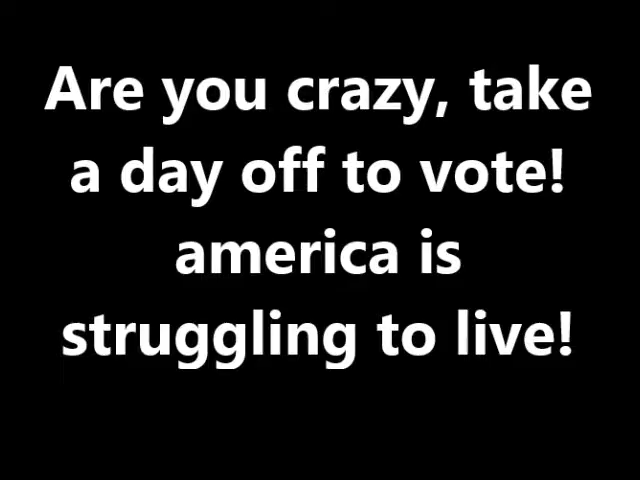 Are you crazy, take
a day off to vote!
america is
struggling to live!